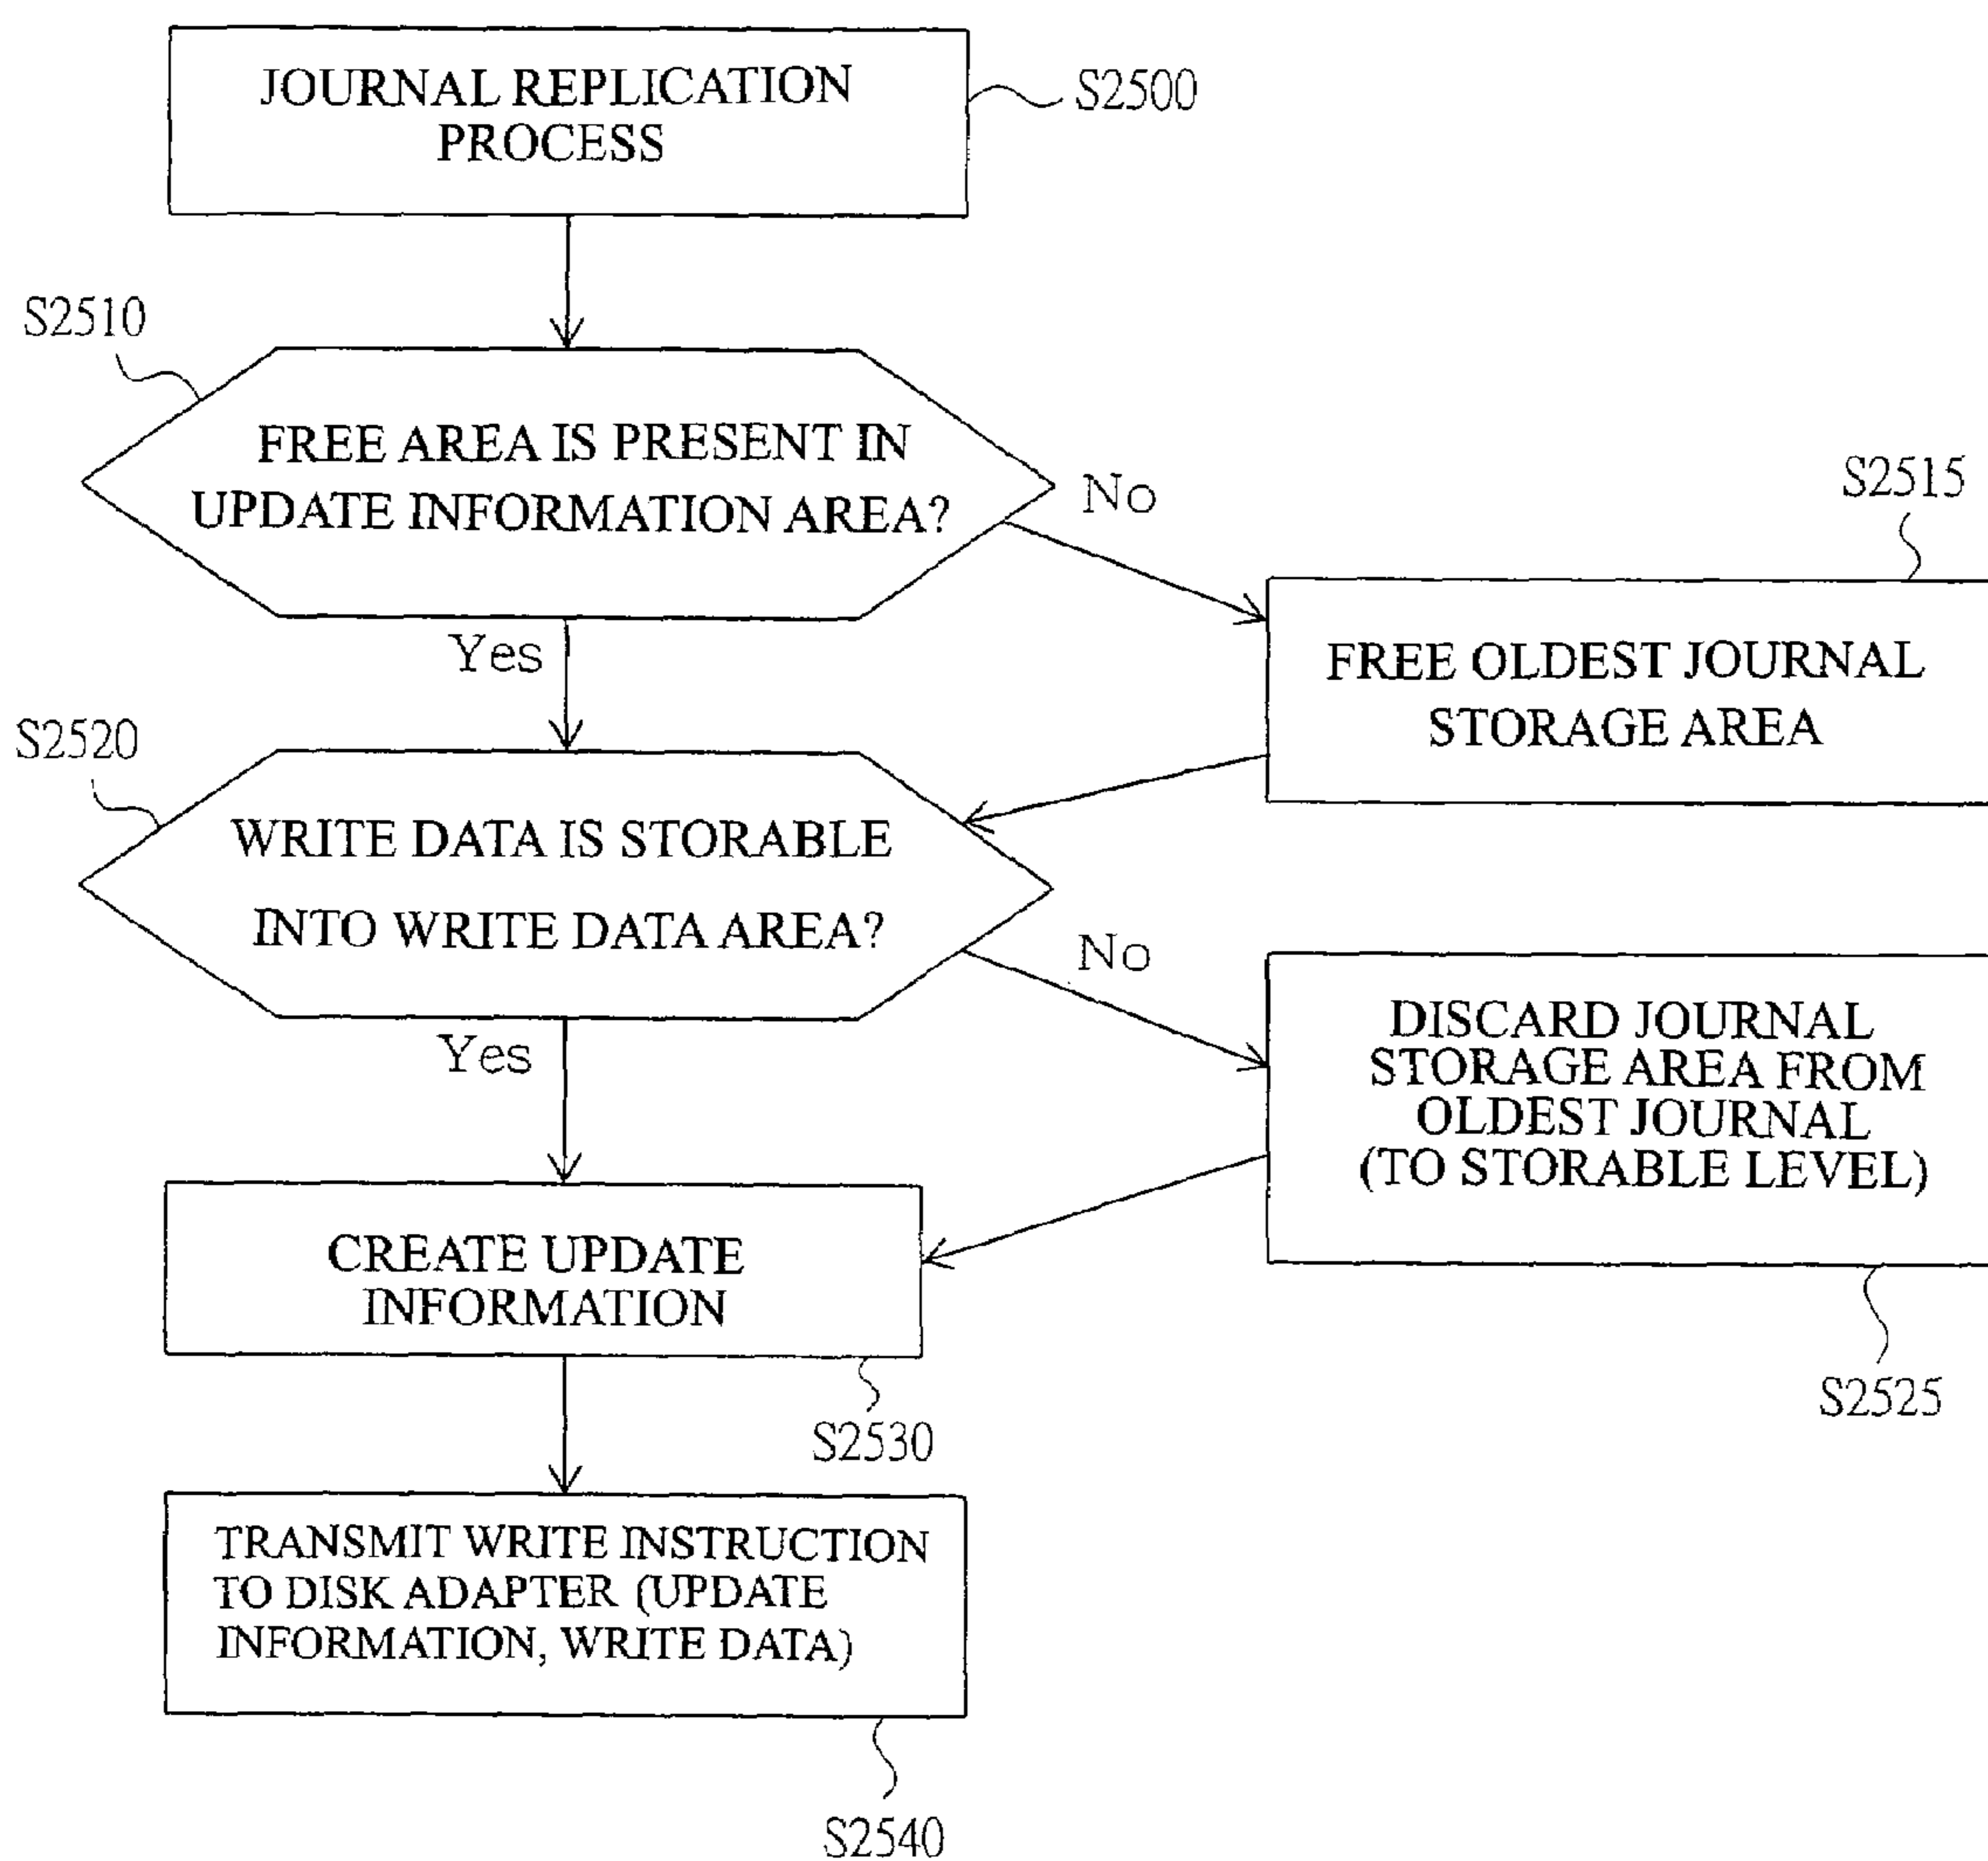 JOURNAL REPLICATION
PROCESS
S2500
S2510
FREE AREA IS PRESENT IN
UPDATE INFORMATION AREA?
No
S2515
Yes
FREE OLDEST JOURNAL
STORAGE AREA
S2520
WRITE DATA IS STORABLE
INTO WRITE DATA AREA?
No
Yes
DISCARD JOURNAL
STORAGE AREA FROM
OLDEST JOURNAL
(TO STORABLE LEVEL)
S2525
CREATE UPDATE
INFORMATION
S2530
TRANSMIT WRITE INSTRUCTION
TO DISK ADAPTER (UPDATE
INFORMATION, WRITE DATA)
S2540